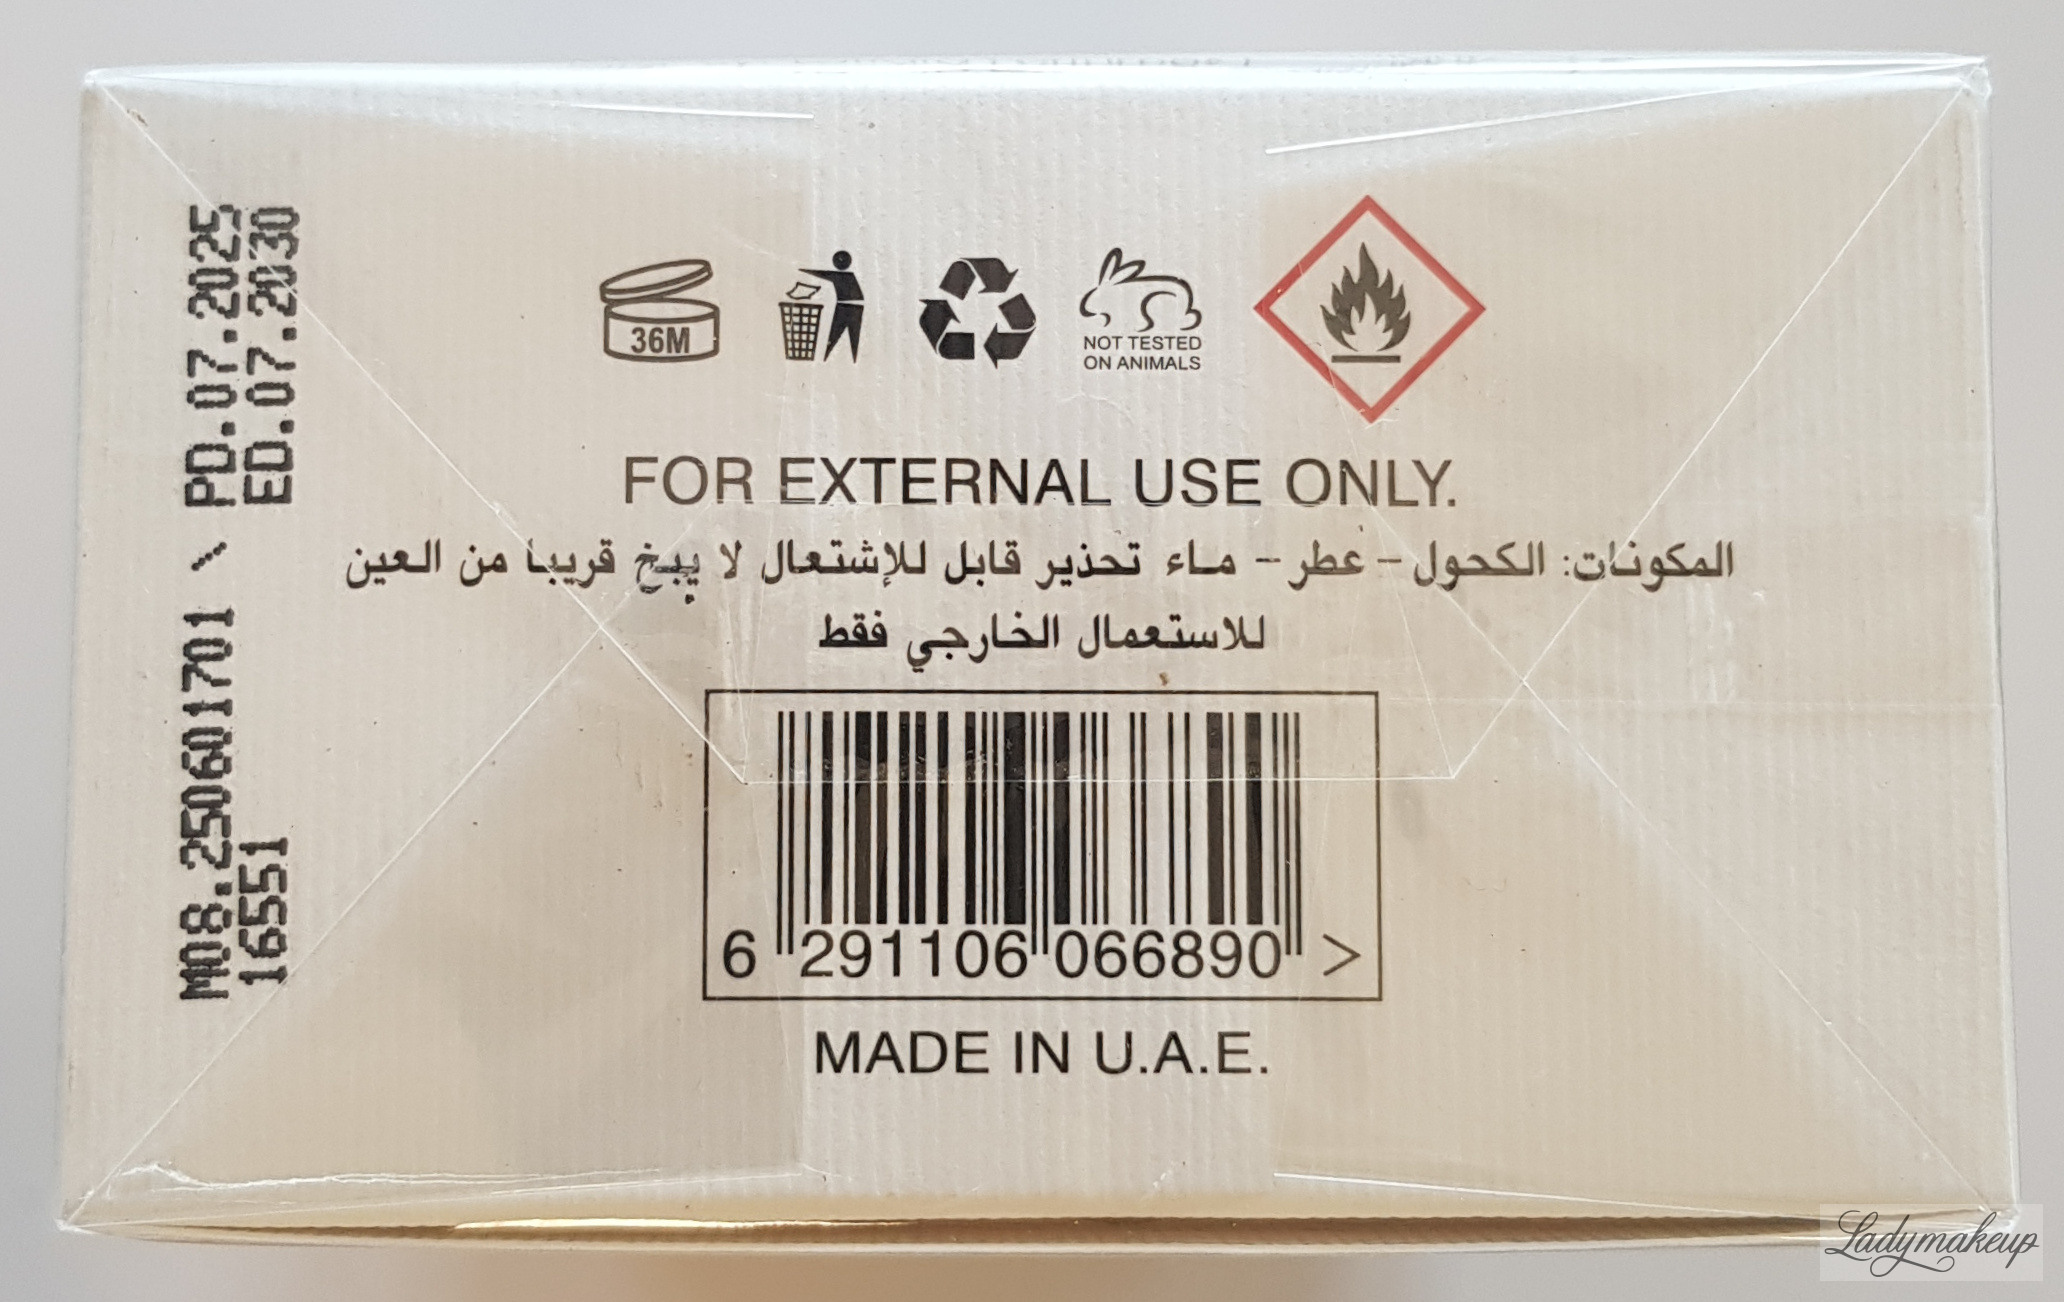 M08.250601701 \ PD.07.2025
16551 ED.07.2030
36M
NOT TESTED
ON ANIMALS
FOR EXTERNAL USE ONLY.
المكونات: الكحول - عطر - ماء تحذير قابل للإشتعال لا يبخ قريبا من العين
للاستعمال الخارجي فقط
6 291106 066890 >
MADE IN U.A.E.
Ladymakeup